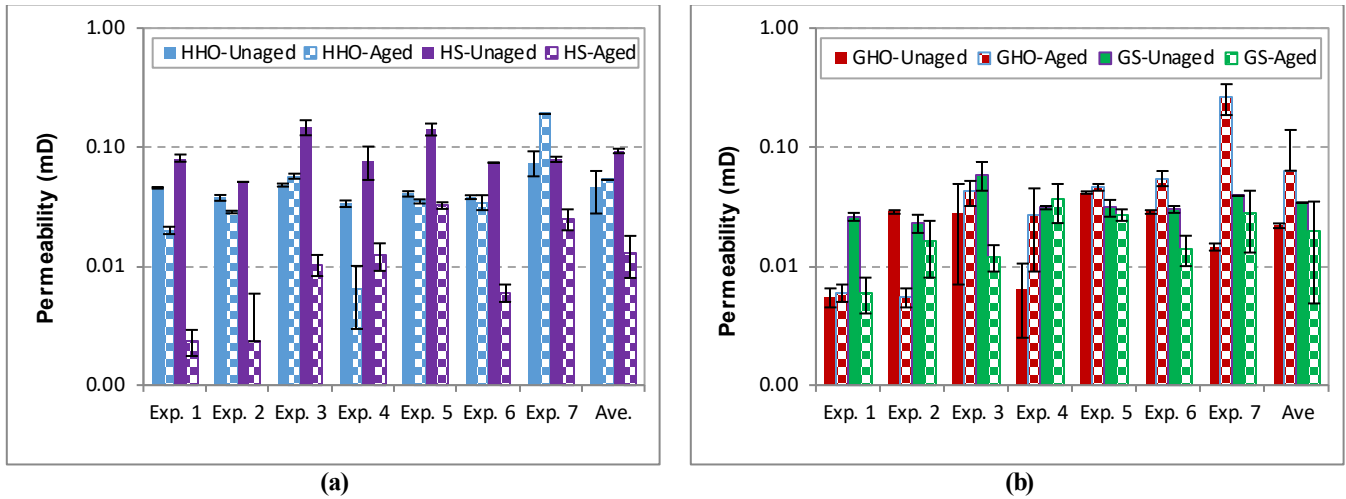 1.00
HHO-Unaged HHO-Aged HS-Unaged HS-Aged
0.10
0.01
0.00
Permeability (mD)
Exp. 1 Exp. 2 Exp. 3 Exp. 4 Exp. 5 Exp. 6 Exp. 7 Ave.
(a)
1.00
GHO-Unaged GHO-Aged GS-Unaged GS-Aged
0.10
0.01
0.00
Permeability (mD)
Exp. 1 Exp. 2 Exp. 3 Exp. 4 Exp. 5 Exp. 6 Exp. 7 Ave
(b)